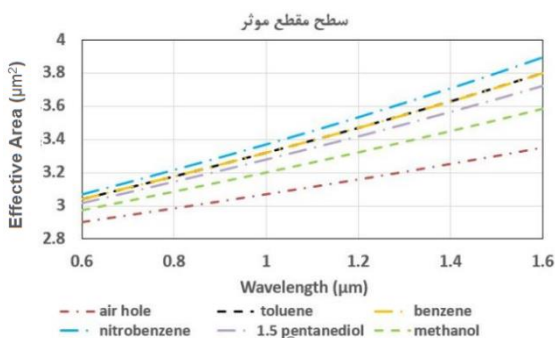 سطح مقطع موثر
4
3.8
3.6
3.4
3.2
3
2.8
Effective Area (µm²)
0.6 0.8 1 1.2 1.4 1.6
Wavelength (µm)
air hole toluene benzene
nitrobenzene 1.5 pentanediol methanol